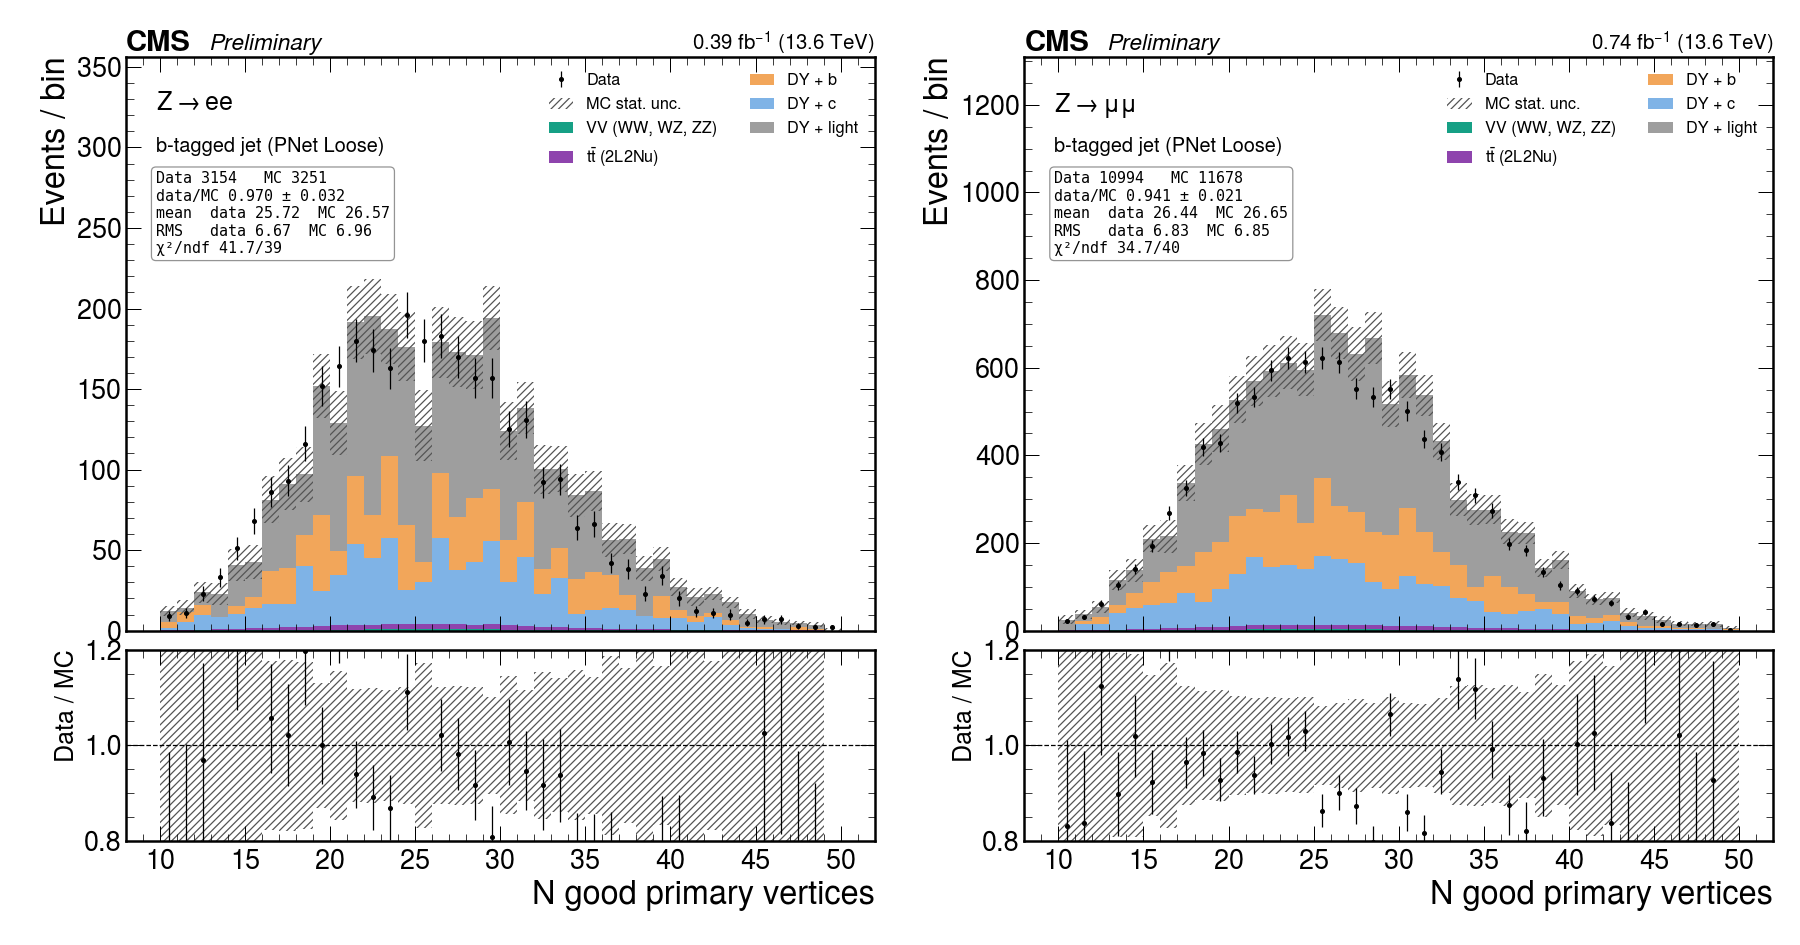 CMS Preliminary 0.39 fb⁻¹ (13.6 TeV)
Events / bin
350
300
250
200
150
100
50
0
Z → ee
b-tagged jet (PNet Loose)
Data 3154 MC 3251
data/MC 0.970 ± 0.032
mean data 25.72 MC 26.57
RMS data 6.67 MC 6.96
χ²/ndf 41.7/39
Data
MC stat. unc.
VV (WW, WZ, ZZ)
tt̄ (2L2Nu)
DY + b
DY + c
DY + light
Data / MC
1.2
1.0
0.8
10 15 20 25 30 35 40 45 50
N good primary vertices
CMS Preliminary 0.74 fb⁻¹ (13.6 TeV)
Events / bin
1200
1000
800
600
400
200
0
Z → μμ
b-tagged jet (PNet Loose)
Data 10994 MC 11678
data/MC 0.941 ± 0.021
mean data 26.44 MC 26.65
RMS data 6.83 MC 6.85
χ²/ndf 34.7/40
Data
MC stat. unc.
VV (WW, WZ, ZZ)
tt̄ (2L2Nu)
DY + b
DY + c
DY + light
Data / MC
1.2
1.0
0.8
10 15 20 25 30 35 40 45 50
N good primary vertices